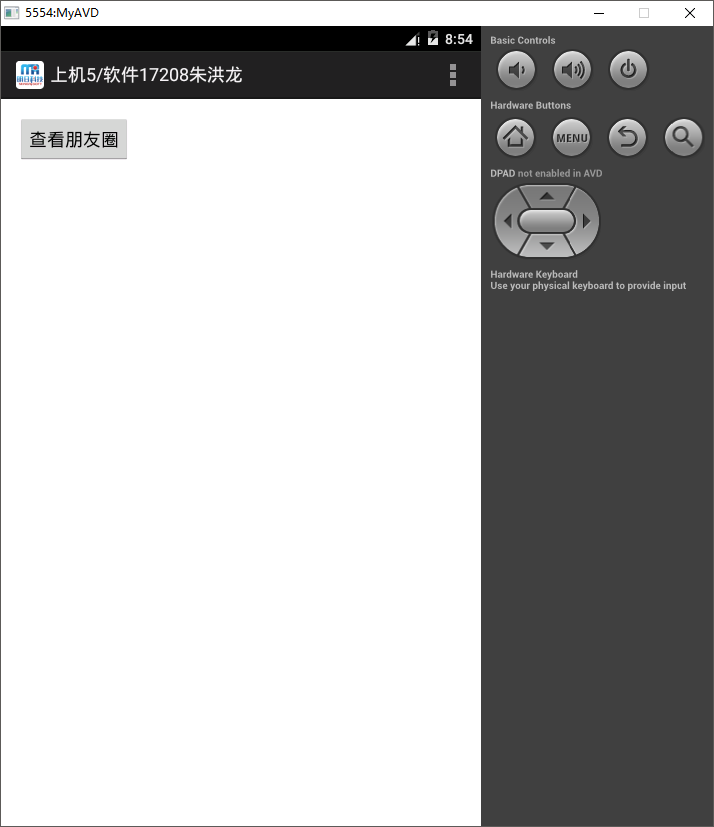 5554:MyAVD
8:54
上机5/软件17208朱洪龙
查看朋友圈
Basic Controls
Hardware Buttons
MENU
DPAD not enabled in AVD
Hardware Keyboard
Use your physical keyboard to provide input